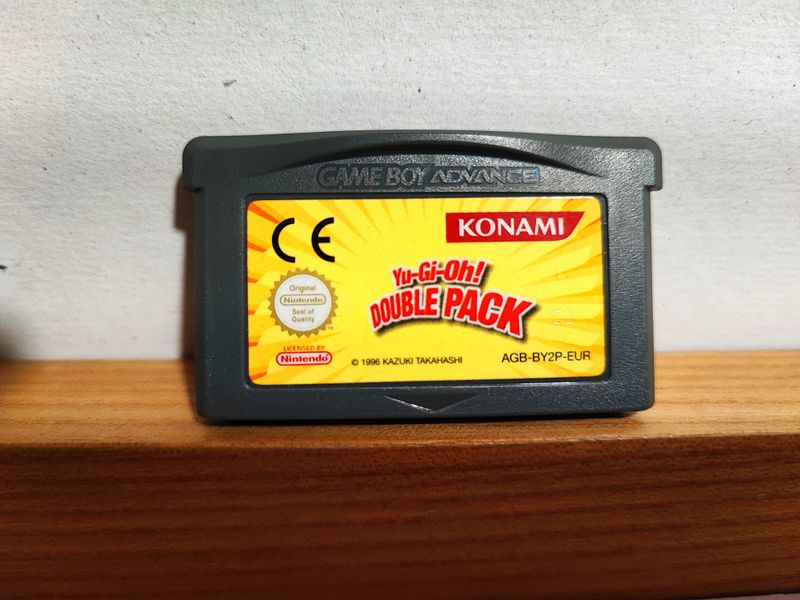 GAME BOY ADVANCE
CE
KONAMI
Yu-Gi-Oh!
DOUBLE PACK
Original
Nintendo
Seal of
Quality
LICENSED BY
Nintendo
© 1996 KAZUKI TAKAHASHI
AGB-BY2P-EUR